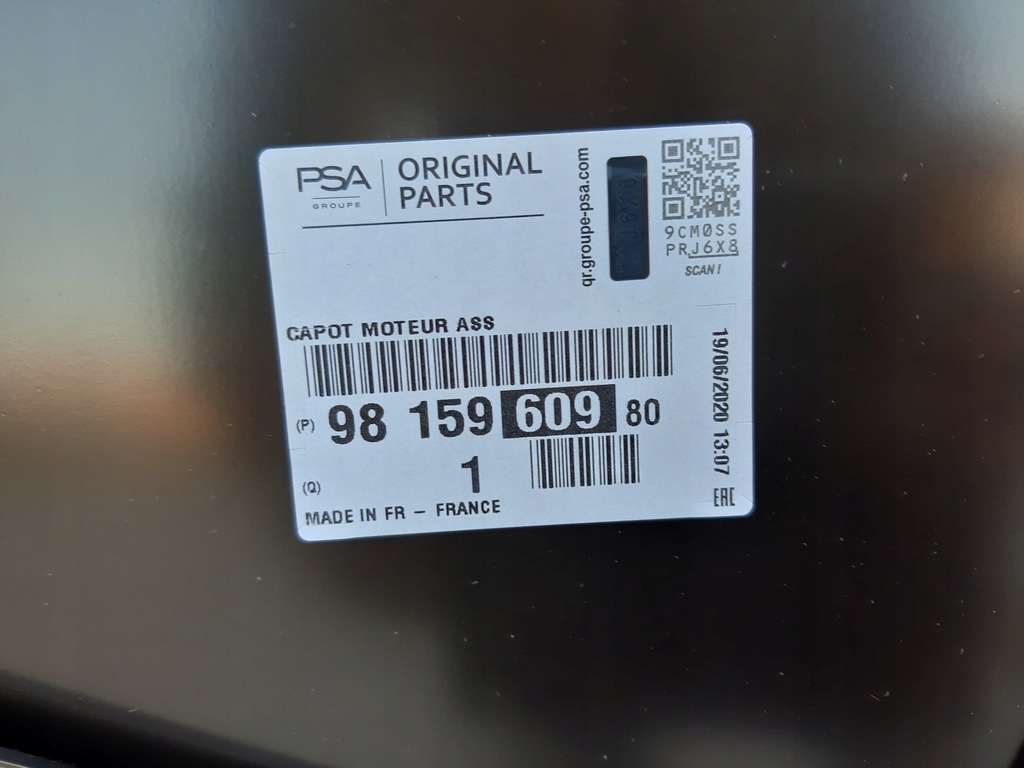 PSA
GROUPE
ORIGINAL
PARTS
qr.groupe-psa.com
J6X8
9CM0SS
PRJ6X8
SCAN!
CAPOT MOTEUR ASS
(P) 98 159 609 80
(Q) 1
MADE IN FR - FRANCE
19/06/2020 13:07
EAC